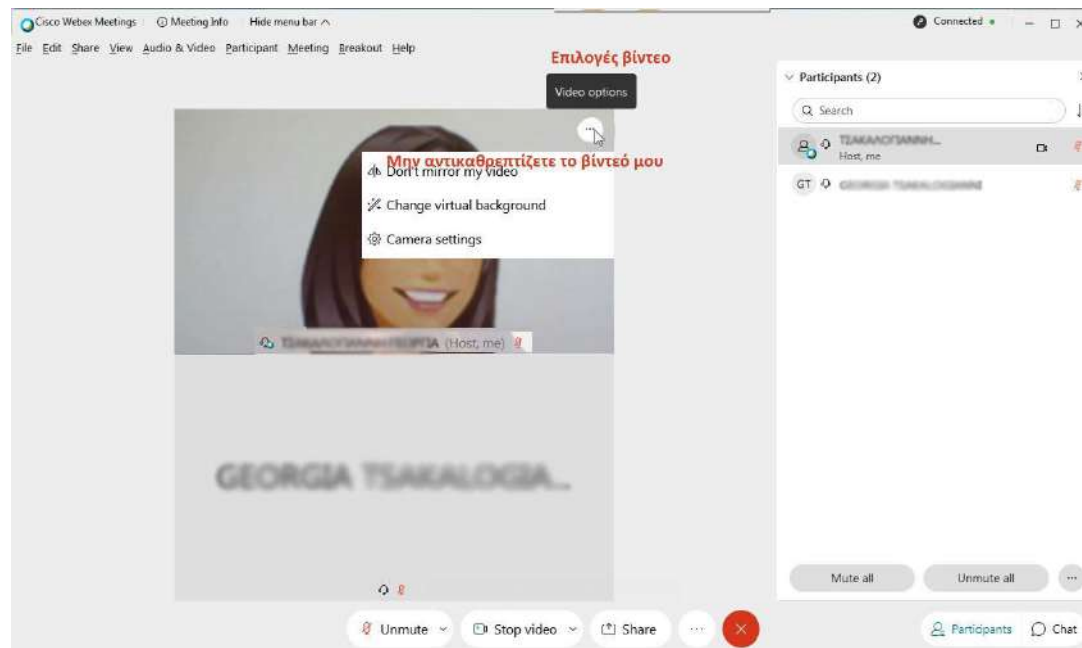 Cisco Webex Meetings Meeting Info Hide menu bar
Connected
File Edit Share View Audio & Video Participant Meeting Breakout Help
Επιλογές βίντεο
Video options
Participants (2)
Search
Host, me
GT
Μην αντικαθρεπτίζετε το βίντεό μου
Don't mirror my video
Change virtual background
Camera settings
(Host, me)
GEORGIA
Mute all Unmute all
Unmute Stop video Share
Participants Chat